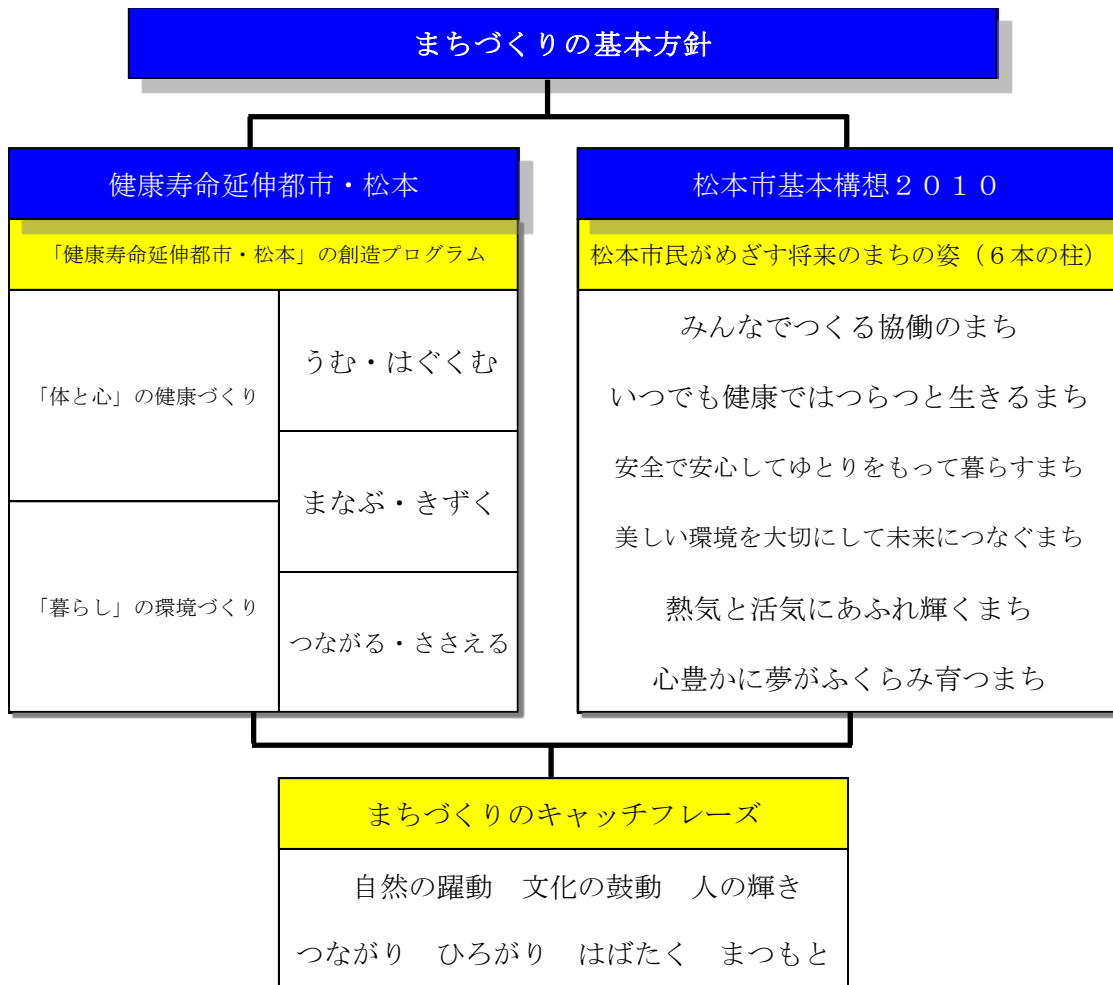 まちづくりの基本方針
健康寿命延伸都市・松本
「健康寿命延伸都市・松本」の創造プログラム
「体と心」の健康づくり
「暮らし」の環境づくり
うむ・はぐくむ
まなぶ・きずく
つながる・ささえる
松本市基本構想２０１０
松本市民がめざす将来のまちの姿（６本の柱）
みんなでつくる協働のまち
いつでも健康ではつらつと生きるまち
安全で安心してゆとりをもって暮らすまち
美しい環境を大切にして未来につなぐまち
熱気と活気にあふれ輝くまち
心豊かに夢がふくらみ育つまち
まちづくりのキャッチフレーズ
自然の躍動　文化の鼓動　人の輝き
つながり　ひろがり　はばたく　まつもと